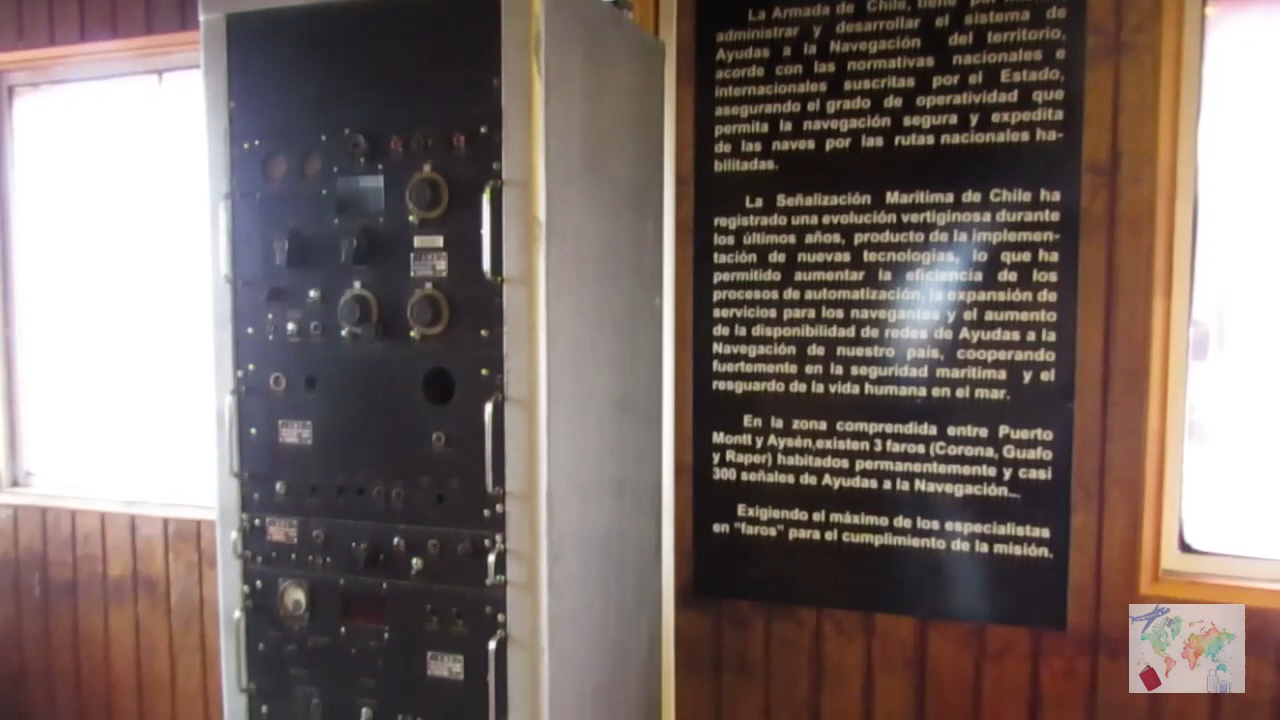 La Armada de Chile, tiene por
administrar y desarrollar el sistema de
Ayudas a la Navegación del territorio,
acorde con las normativas nacionales e
internacionales suscritas por el Estado,
asegurando el grado de operatividad que
permita la navegación segura y expedita
de las naves por las rutas nacionales ha-
bilitadas.
La Señalización Marítima de Chile ha
registrado una evolución vertiginosa durante
los últimos años, producto de la implemen-
tación de nuevas tecnologías, lo que ha
permitido aumentar la eficiencia de los
procesos de automatización, la expansión de
servicios para los navegantes y el aumento
de la disponibilidad de redes de Ayudas a la
Navegación de nuestro país, cooperando
fuertemente en la seguridad marítima y el
resguardo de la vida humana en el mar.
En la zona comprendida entre Puerto
Montt y Aysén,existen 3 faros (Corona, Guafo
y Raper) habitados permanentemente y casi
300 señales de Ayudas a la Navegación...
Exigiendo el máximo de los especialistas
en "faros" para el cumplimiento de la misión.